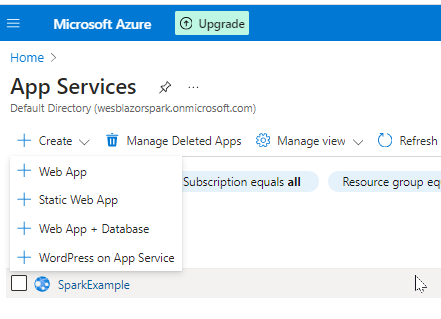 Microsoft Azure
Upgrade
Home
App Services
...
Default Directory (wesblazorspark.onmicrosoft.com)
Create
Manage Deleted Apps
Manage view
Refresh
Web App
Static Web App
Web App + Database
WordPress on App Service
Subscription equals all
Resource group equ
SparkExample